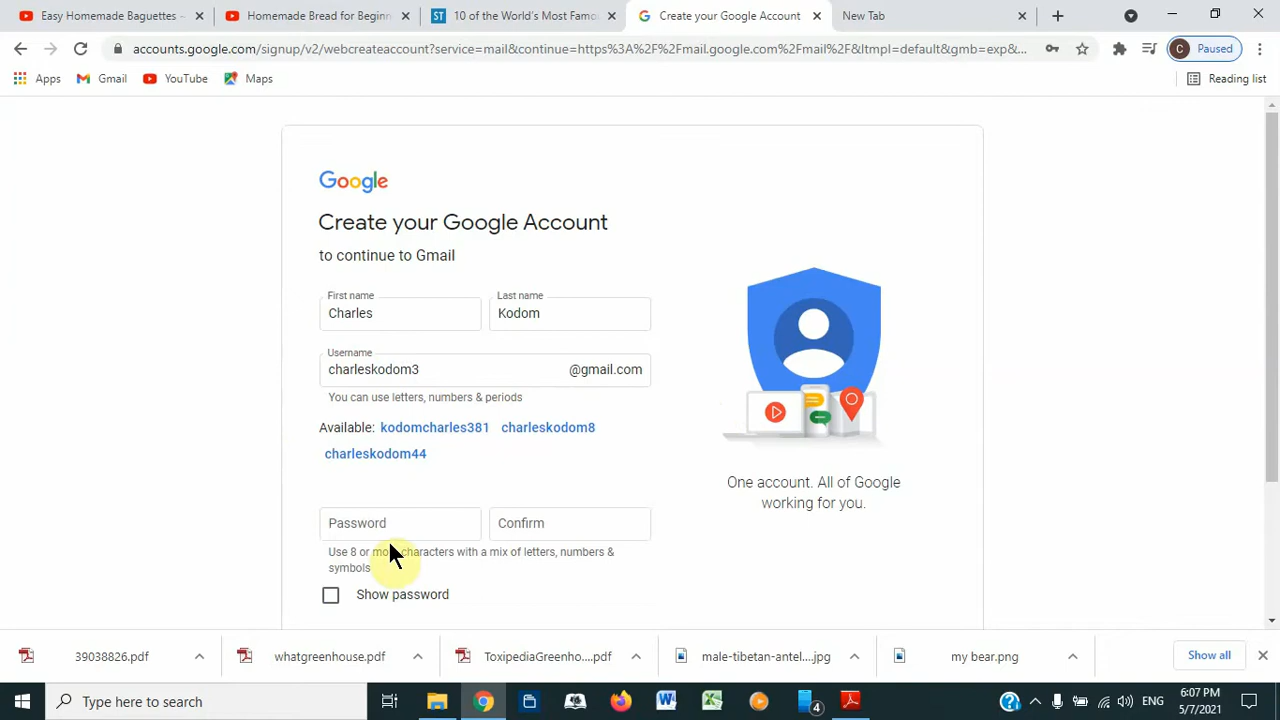 Easy Homemade Baguettes - Homemade Bread for Beginn 10 of the World's Most Famo Create your Google Account New Tab
accounts.google.com/signup/v2/webcreateaccount?service=mail&continue=https%3A%2F%2Fmail.google.com%2Fmail%2F&ltmpl=default&gmb=exp&... C Paused
Apps Gmail YouTube Maps Reading list
Google
Create your Google Account
to continue to Gmail
First name Last name
Charles Kodom
Username
charleskodom3 @gmail.com
You can use letters, numbers & periods
Available: kodomcharles381 charleskodom8
charleskodom44
One account. All of Google
working for you.
Password Confirm
Use 8 or more characters with a mix of letters, numbers &
symbols
Show password
39038826.pdf whatgreenhouse.pdf ToxipediaGreenho....pdf male-tibetan-antel....jpg my bear.png Show all
Type here to search 4 ENG 6:07 PM
5/7/2021